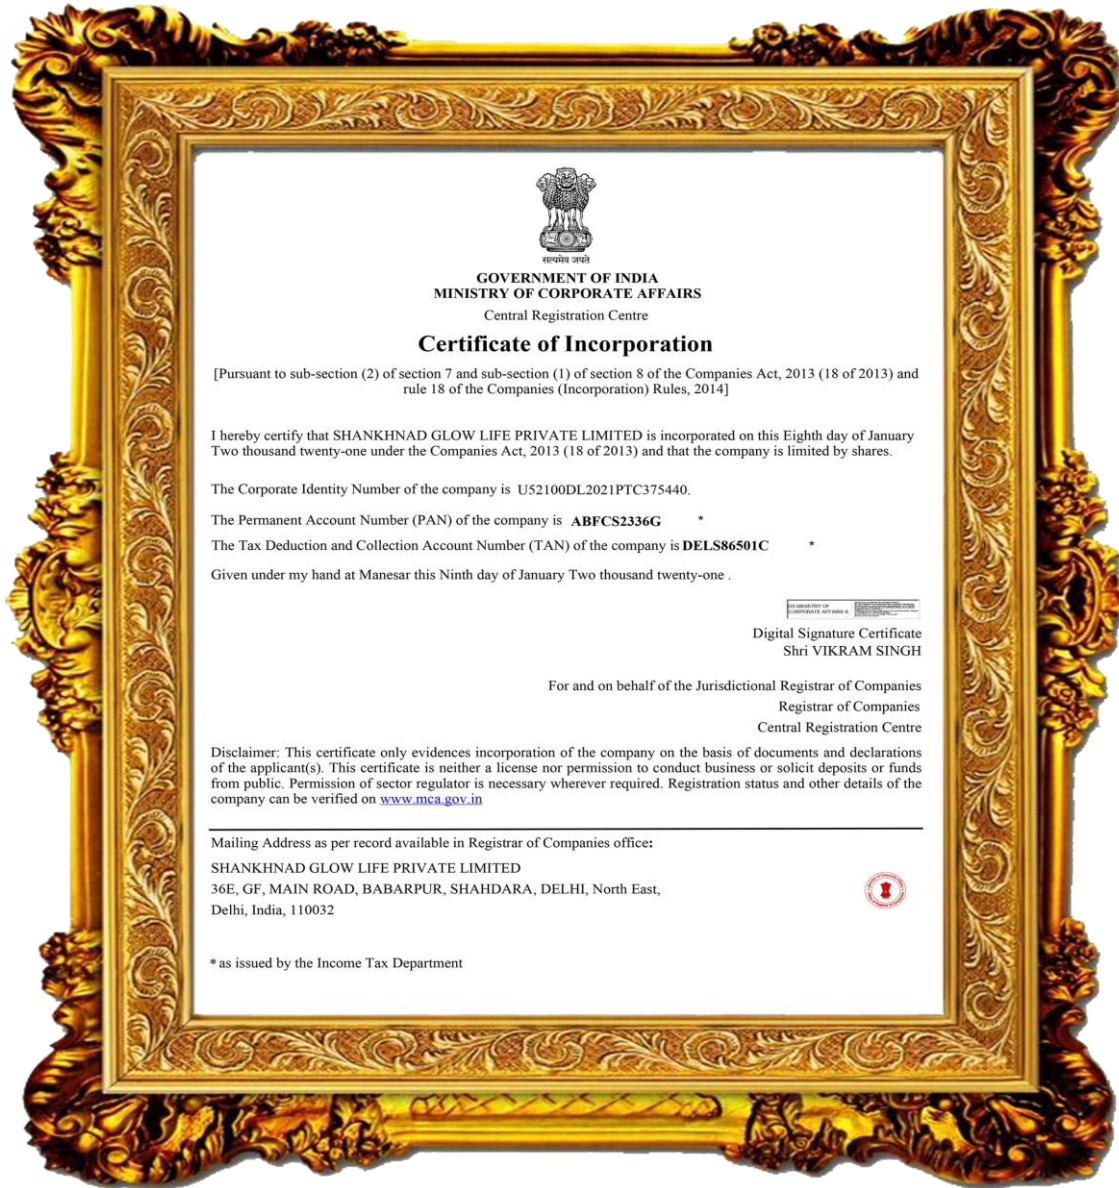 सत्यमेव जयते
GOVERNMENT OF INDIA
MINISTRY OF CORPORATE AFFAIRS
Central Registration Centre
Certificate of Incorporation
[Pursuant to sub-section (2) of section 7 and sub-section (1) of section 8 of the Companies Act, 2013 (18 of 2013) and
rule 18 of the Companies (Incorporation) Rules, 2014]
I hereby certify that SHANKHNAD GLOW LIFE PRIVATE LIMITED is incorporated on this Eighth day of January
Two thousand twenty-one under the Companies Act, 2013 (18 of 2013) and that the company is limited by shares.
The Corporate Identity Number of the company is U52100DL2021PTC375440.
The Permanent Account Number (PAN) of the company is ABFCS2336G *
The Tax Deduction and Collection Account Number (TAN) of the company is DELS86501C *
Given under my hand at Manesar this Ninth day of January Two thousand twenty-one .
DS MINISTRY OF
CORPORATE AFFAIRS 6
Digital Signature Certificate
Shri VIKRAM SINGH
For and on behalf of the Jurisdictional Registrar of Companies
Registrar of Companies
Central Registration Centre
Disclaimer: This certificate only evidences incorporation of the company on the basis of documents and declarations
of the applicant(s). This certificate is neither a license nor permission to conduct business or solicit deposits or funds
from public. Permission of sector regulator is necessary wherever required. Registration status and other details of the
company can be verified on www.mca.gov.in
Mailing Address as per record available in Registrar of Companies office:
SHANKHNAD GLOW LIFE PRIVATE LIMITED
36E, GF, MAIN ROAD, BABARPUR, SHAHDARA, DELHI, North East,
Delhi, India, 110032
* as issued by the Income Tax Department